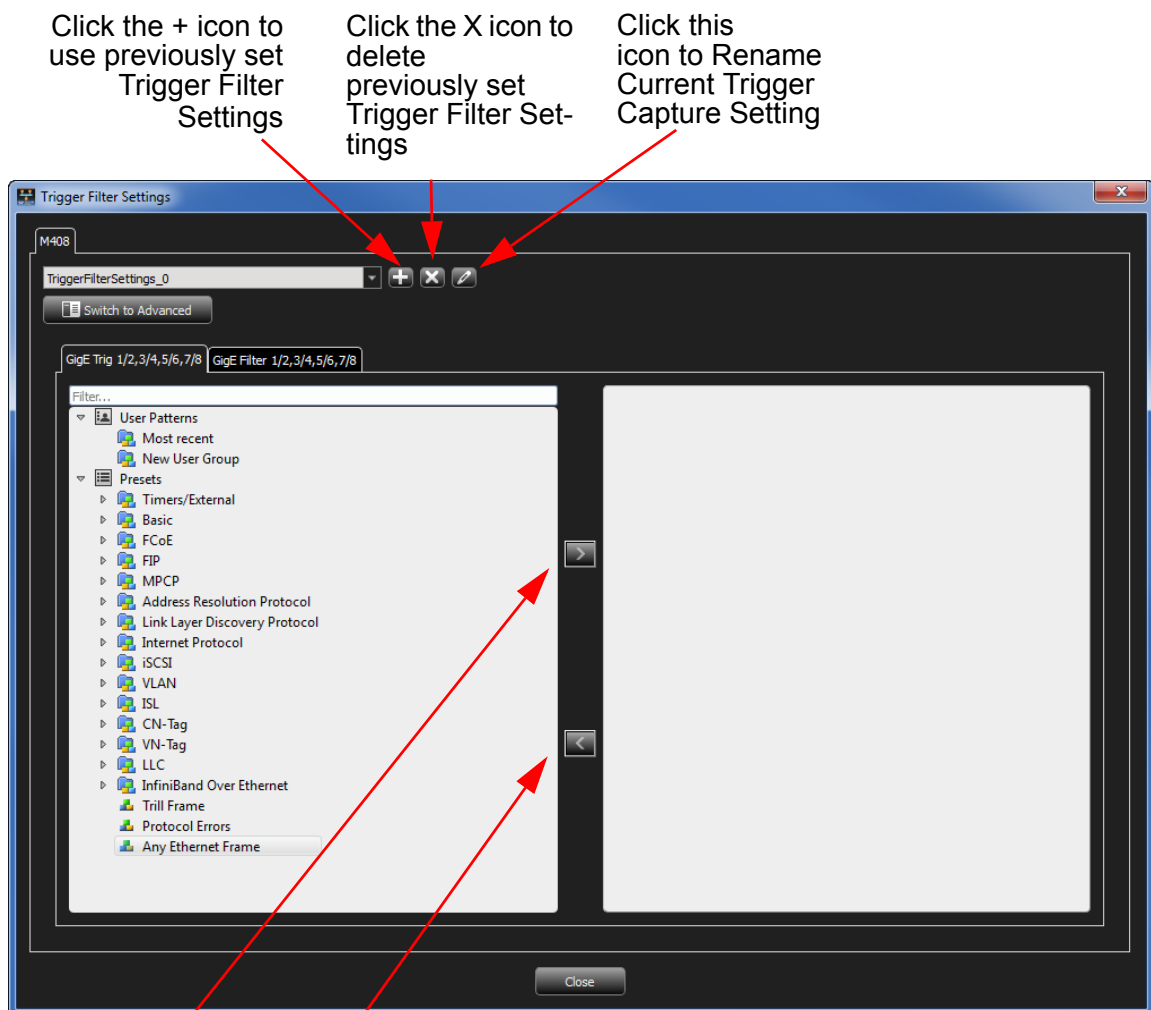 Click the + icon to
use previously set
Trigger Filter
Settings
Click the X icon to
delete
previously set
Trigger Filter Set-
tings
Click this
icon to Rename
Current Trigger
Capture Setting
Trigger Filter Settings
M408
TriggerFilterSettings_0
Switch to Advanced
GigE Trig 1/2,3/4,5/6,7/8
GigE Filter 1/2,3/4,5/6,7/8
Filter...
User Patterns
Most recent
New User Group
Presets
Timers/External
Basic
FCoE
FIP
MPCP
Address Resolution Protocol
Link Layer Discovery Protocol
Internet Protocol
iSCSI
VLAN
ISL
CN-Tag
VN-Tag
LLC
InfiniBand Over Ethernet
Trill Frame
Protocol Errors
Any Ethernet Frame
Close